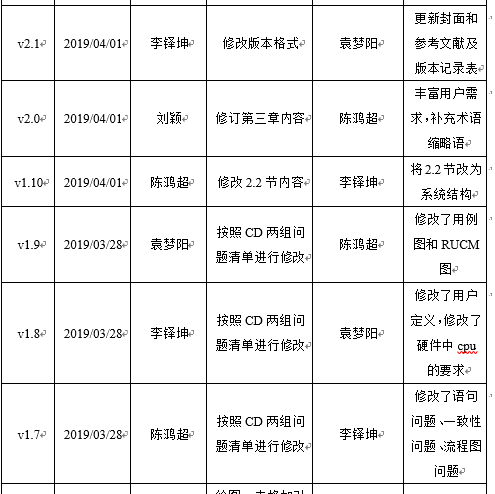 v2.1 2019/04/01 李铎坤 修改版本格式 袁梦阳 更新封面和
参考文献及
版本记录表
v2.0 2019/04/01 刘颖 修订第三章内容 陈鸿超 丰富用户需
求，补充术语
缩略语
v1.10 2019/04/01 陈鸿超 修改 2.2 节内容 李铎坤 将 2.2 节改为
系统结构
v1.9 2019/03/28 袁梦阳 按照 CD 两组问
题清单进行修改 陈鸿超 修改了用例
图和 RUCM
图
v1.8 2019/03/28 李铎坤 按照 CD 两组问
题清单进行修改 袁梦阳 修改了用户
定义，修改了
硬件中 cpu
的要求
v1.7 2019/03/28 陈鸿超 按照 CD 两组问
题清单进行修改 李铎坤 修改了语句
问题、一致性
问题、流程图
问题